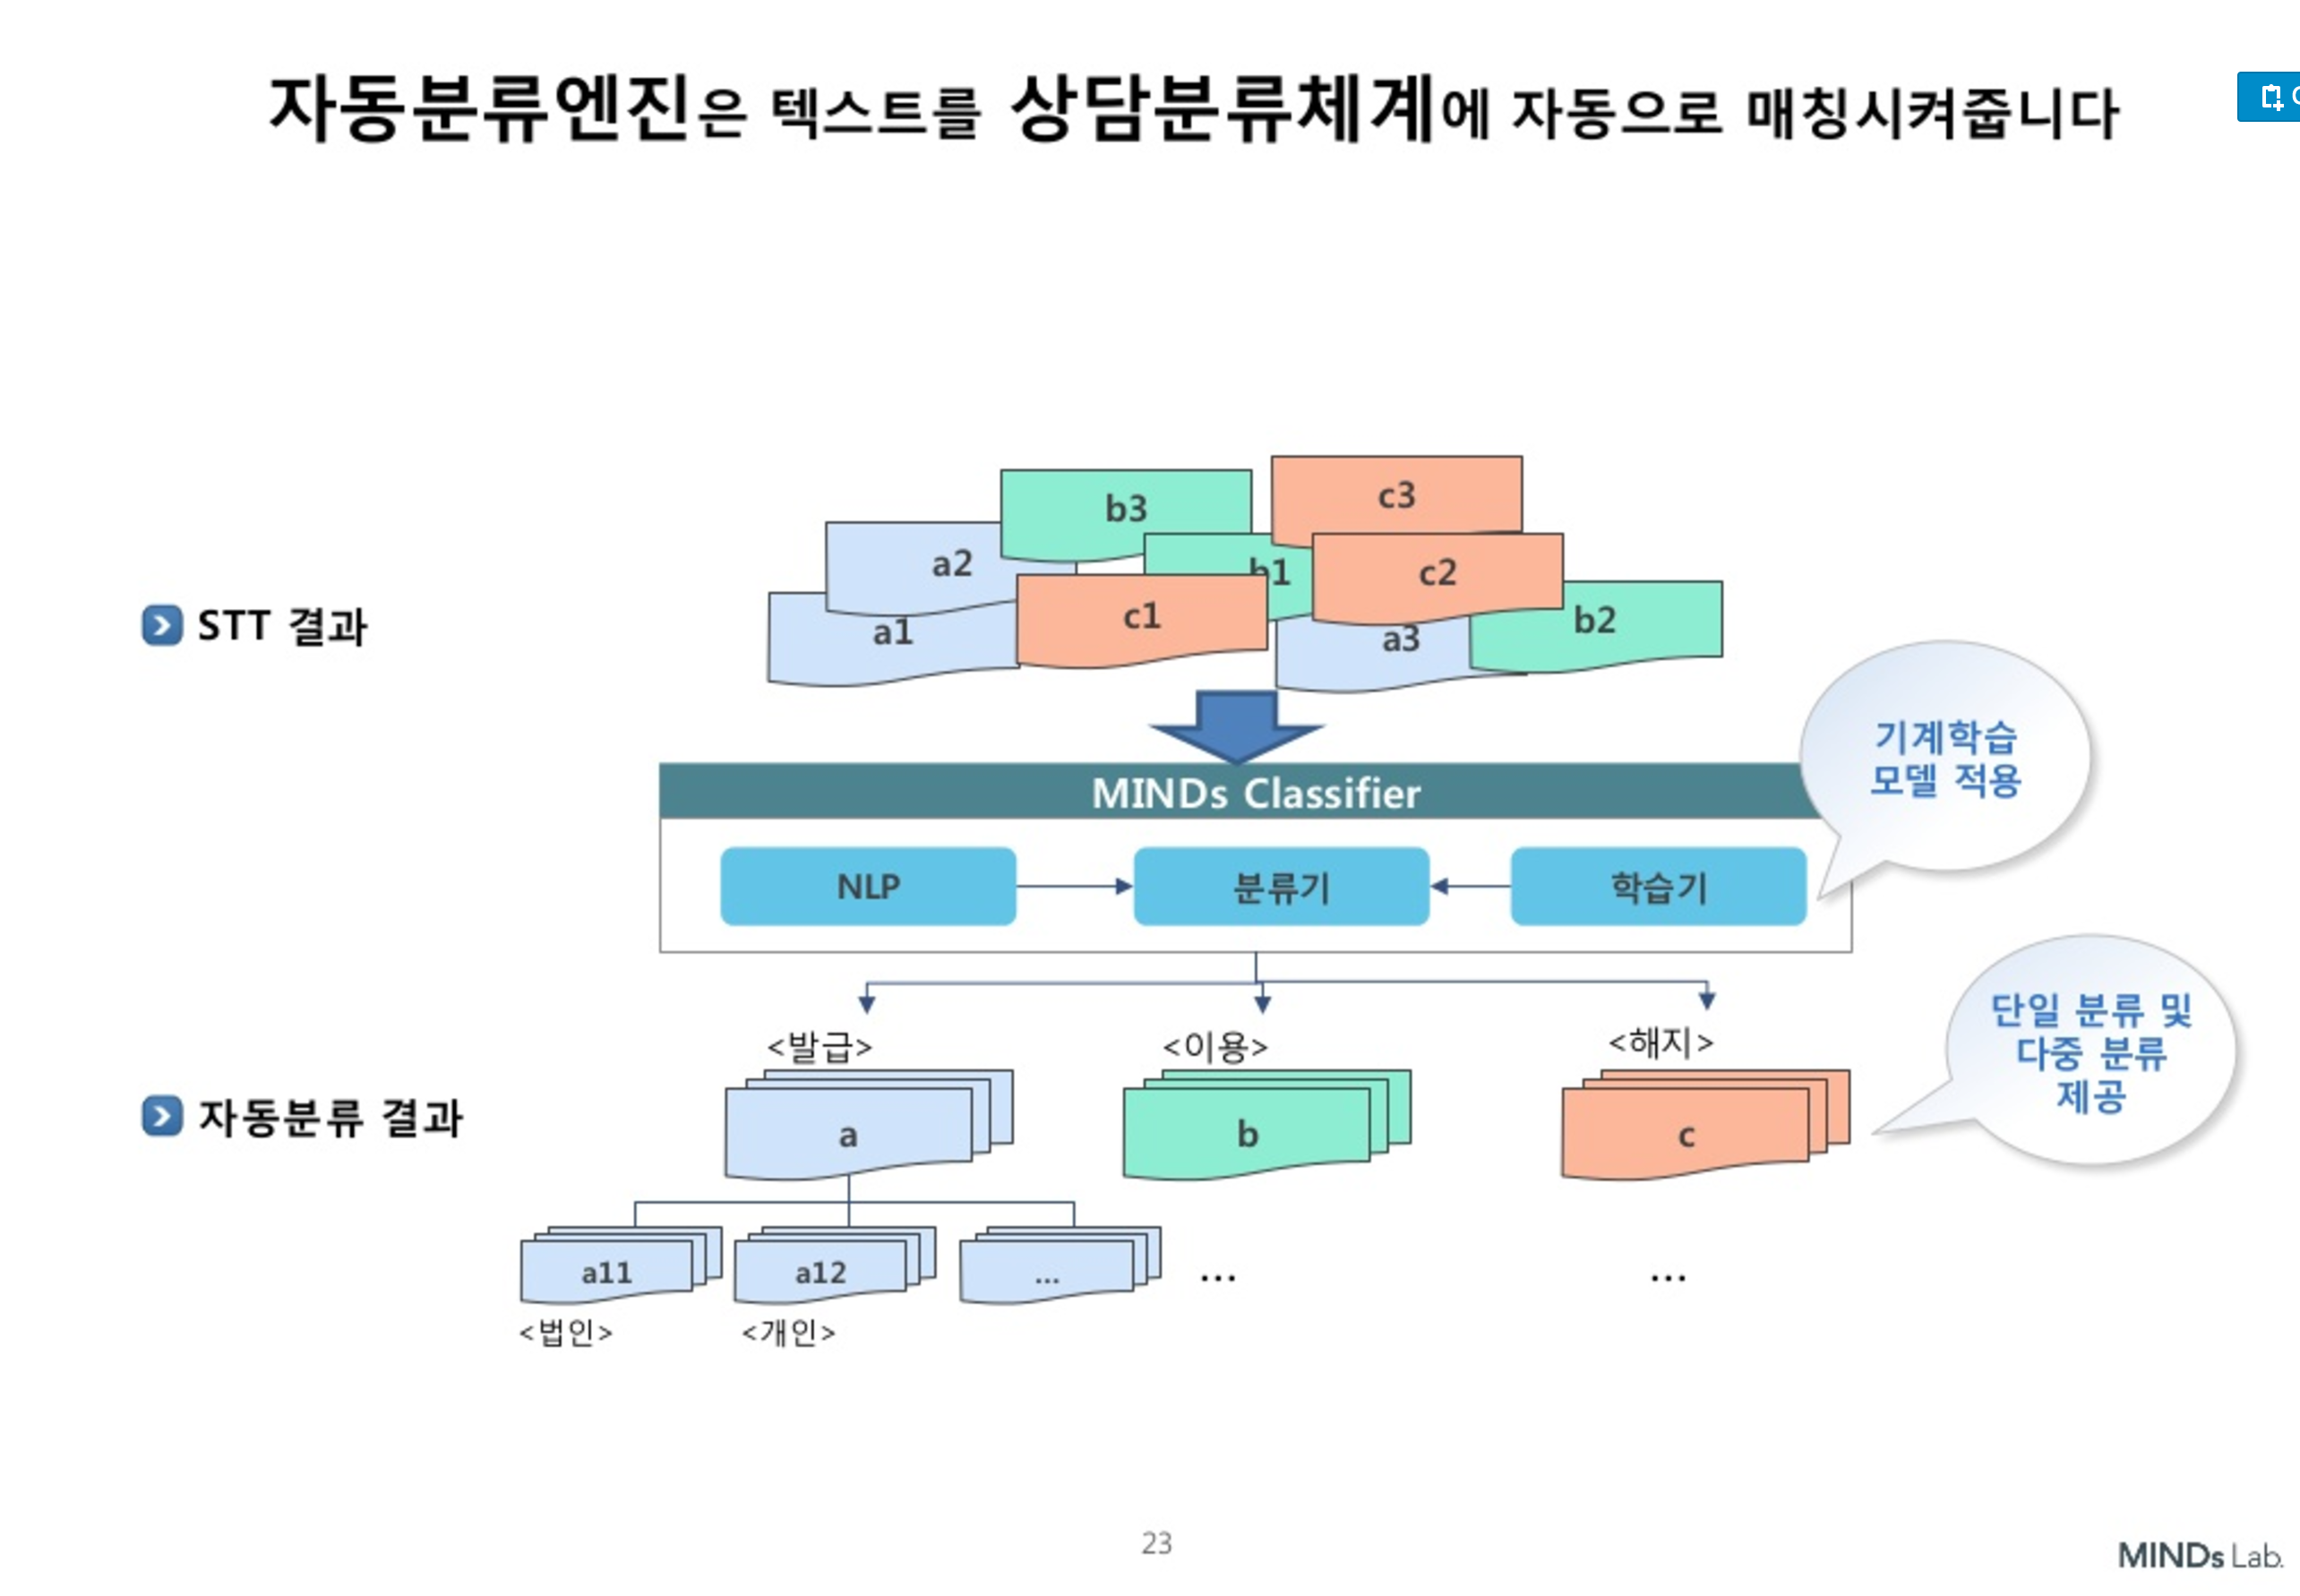 자동분류엔진은 텍스트를 상담분류체계에 자동으로 매칭시켜줍니다
b3
c3
a2
b1
c2
c1
b2
a1
a3
STT 결과
기계학습
모델 적용
MINDs Classifier
NLP
분류기
학습기
단일 분류 및
다중 분류
제공
<발급>
<이용>
<해지>
자동분류 결과
a
b
c
a11
a12
...
...
...
<법인>
<개인>
23
MINDs Lab.